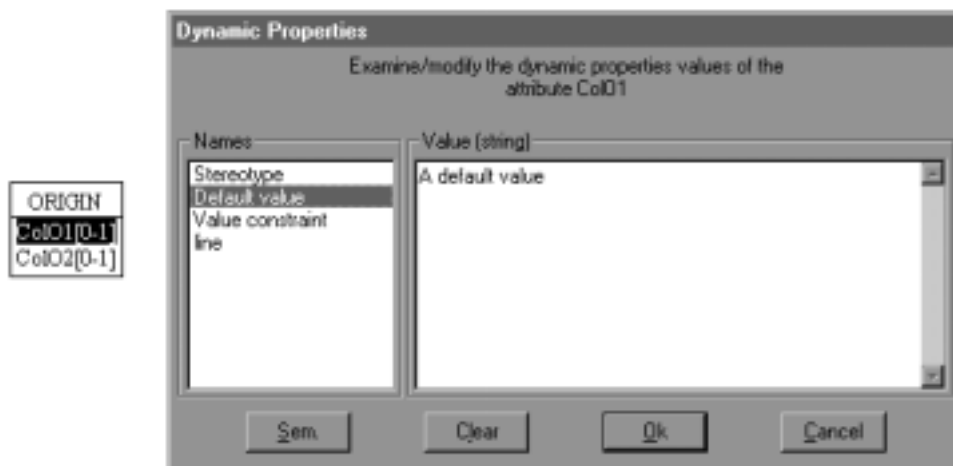 ORIGIN
ColO1[0-1]
ColO2[0-1]
Dynamic Properties
Examine/modify the dynamic properties values of the
attribute ColO1
Names
Stereotype
Default value
Value constraint
line
Value (string)
A default value
Sem.
Clear
Ok
Cancel